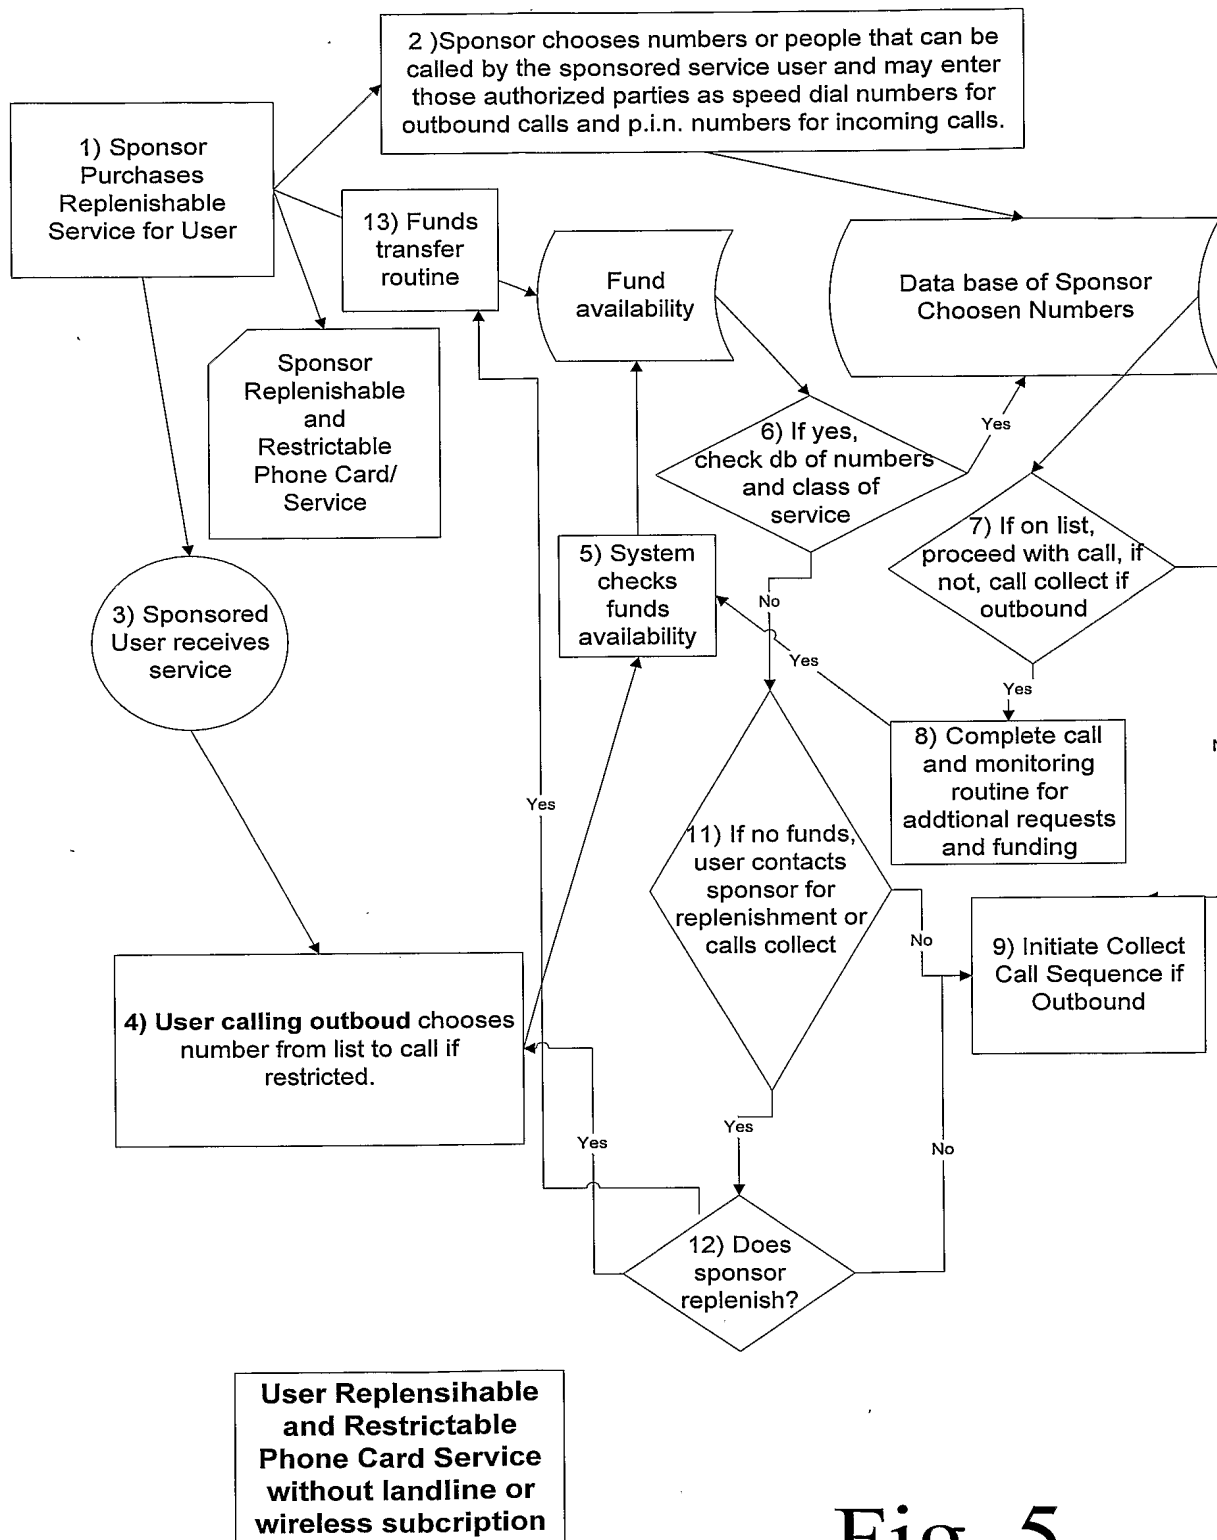 2 )Sponsor chooses numbers or people that can be
called by the sponsored service user and may enter
those authorized parties as speed dial numbers for
outbound calls and p.i.n. numbers for incoming calls.
1) Sponsor
Purchases
Replenishable
Service for User
13) Funds
transfer
routine
Fund
availability
Data base of Sponsor
Choosen Numbers
Sponsor
Replenishable
and
Restrictable
Phone Card/
Service
6) If yes,
check db of numbers
and class of
service
Yes
7) If on list,
proceed with call, if
not, call collect if
outbound
5) System
checks
funds
availability
No
3) Sponsored
User receives
service
Yes
Yes
8) Complete call
and monitoring
routine for
addtional requests
and funding
Yes
11) If no funds,
user contacts
sponsor for
replenishment or
calls collect
No
9) Initiate Collect
Call Sequence if
Outbound
4) User calling outboud chooses
number from list to call if
restricted.
Yes
Yes
No
12) Does
sponsor
replenish?
User Replensihable
and Restrictable
Phone Card Service
without landline or
wireless subcription
Fig. 5